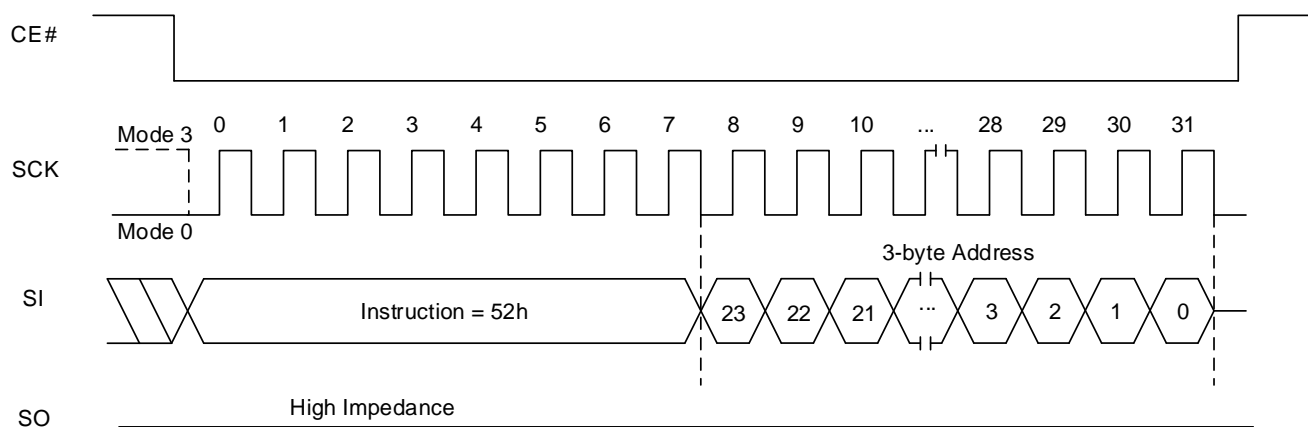 CE#
0 1 2 3 4 5 6 7 8 9 10 ... 28 29 30 31
Mode 3
SCK
Mode 0
3-byte Address
SI
Instruction = 52h
23 22 21 ... 3 2 1 0
High Impedance
SO